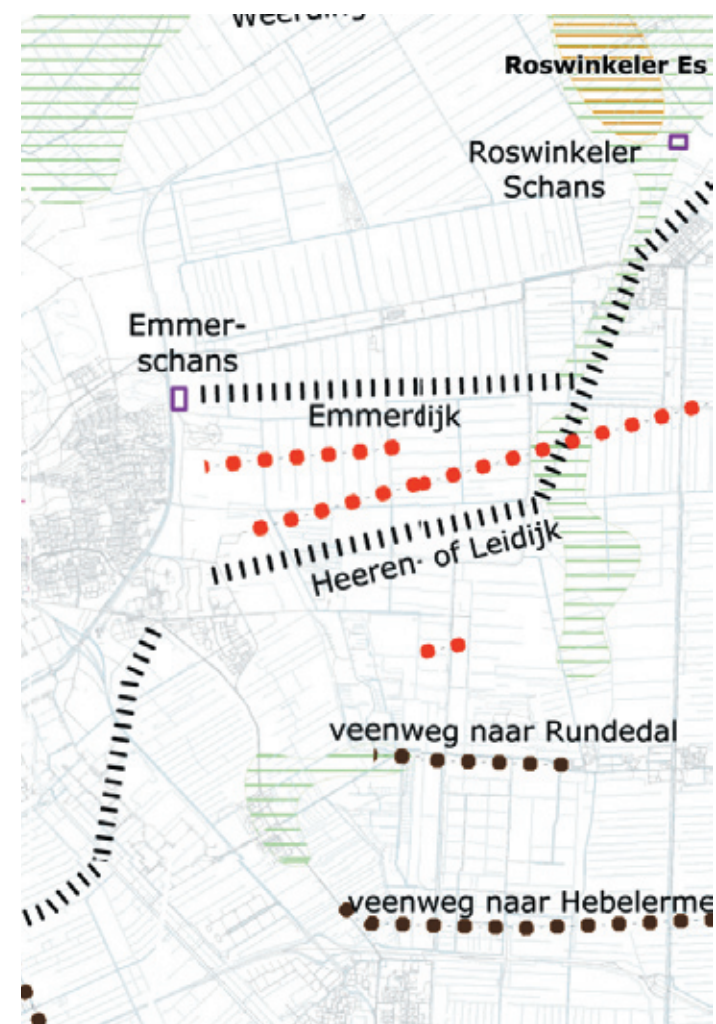 Roswinkeler Es
Roswinkeler
Schans
Emmer-
schans
Emmerdijk
Heeren- of Leidijk
veenweg naar Rundedal
veenweg naar Hebelerme